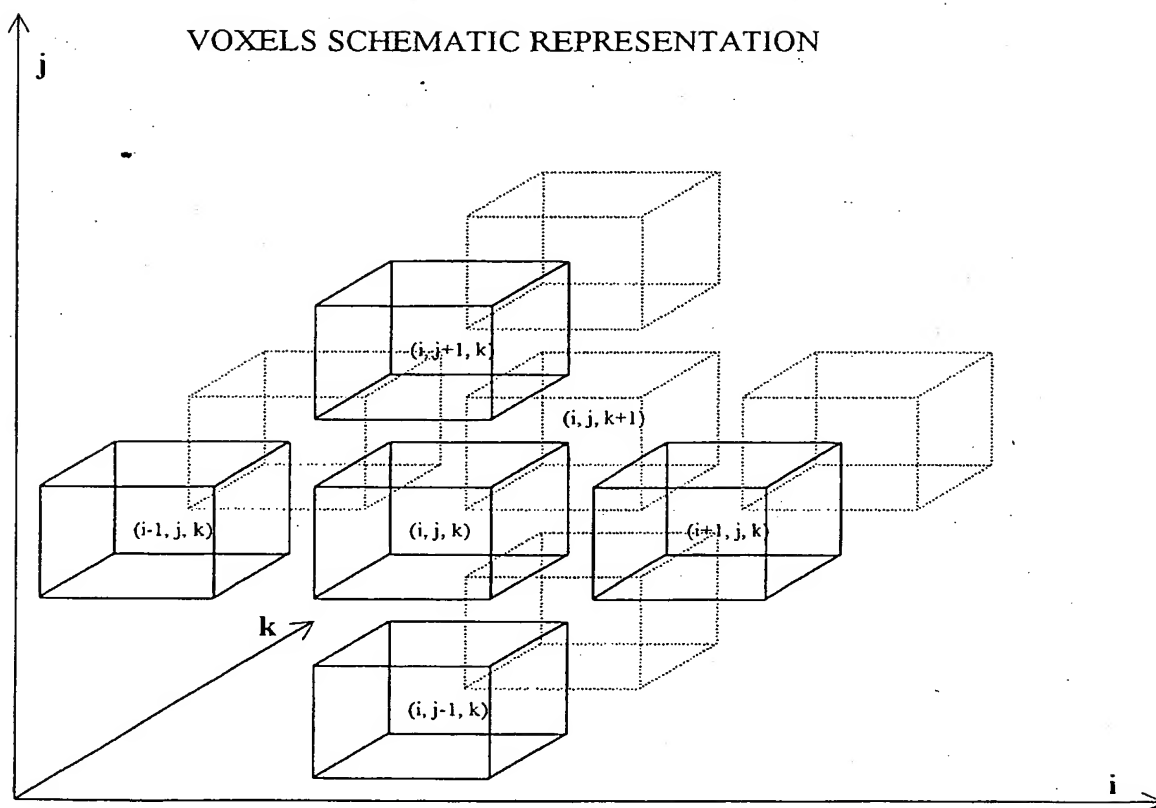 VOXELS SCHEMATIC REPRESENTATION
j
(i, j+1, k)
(i, j, k+1)
(i-1, j, k)
(i, j, k)
(i+1, j, k)
k
(i, j-1, k)
i